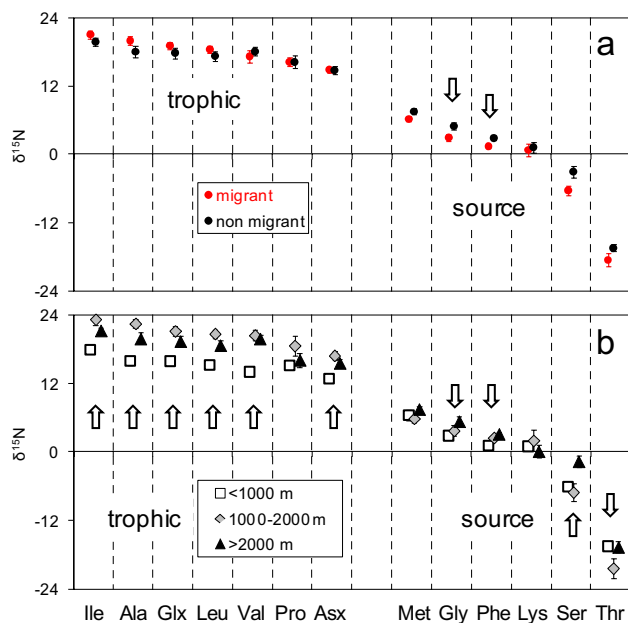 24
a
12
trophic
δ¹⁵N
0
migrant
non migrant
source
-12
-24
24
b
12
δ¹⁵N
0
<1000 m
1000-2000 m
>2000 m
trophic
source
-12
-24
Ile Ala Glx Leu Val Pro Asx Met Gly Phe Lys Ser Thr